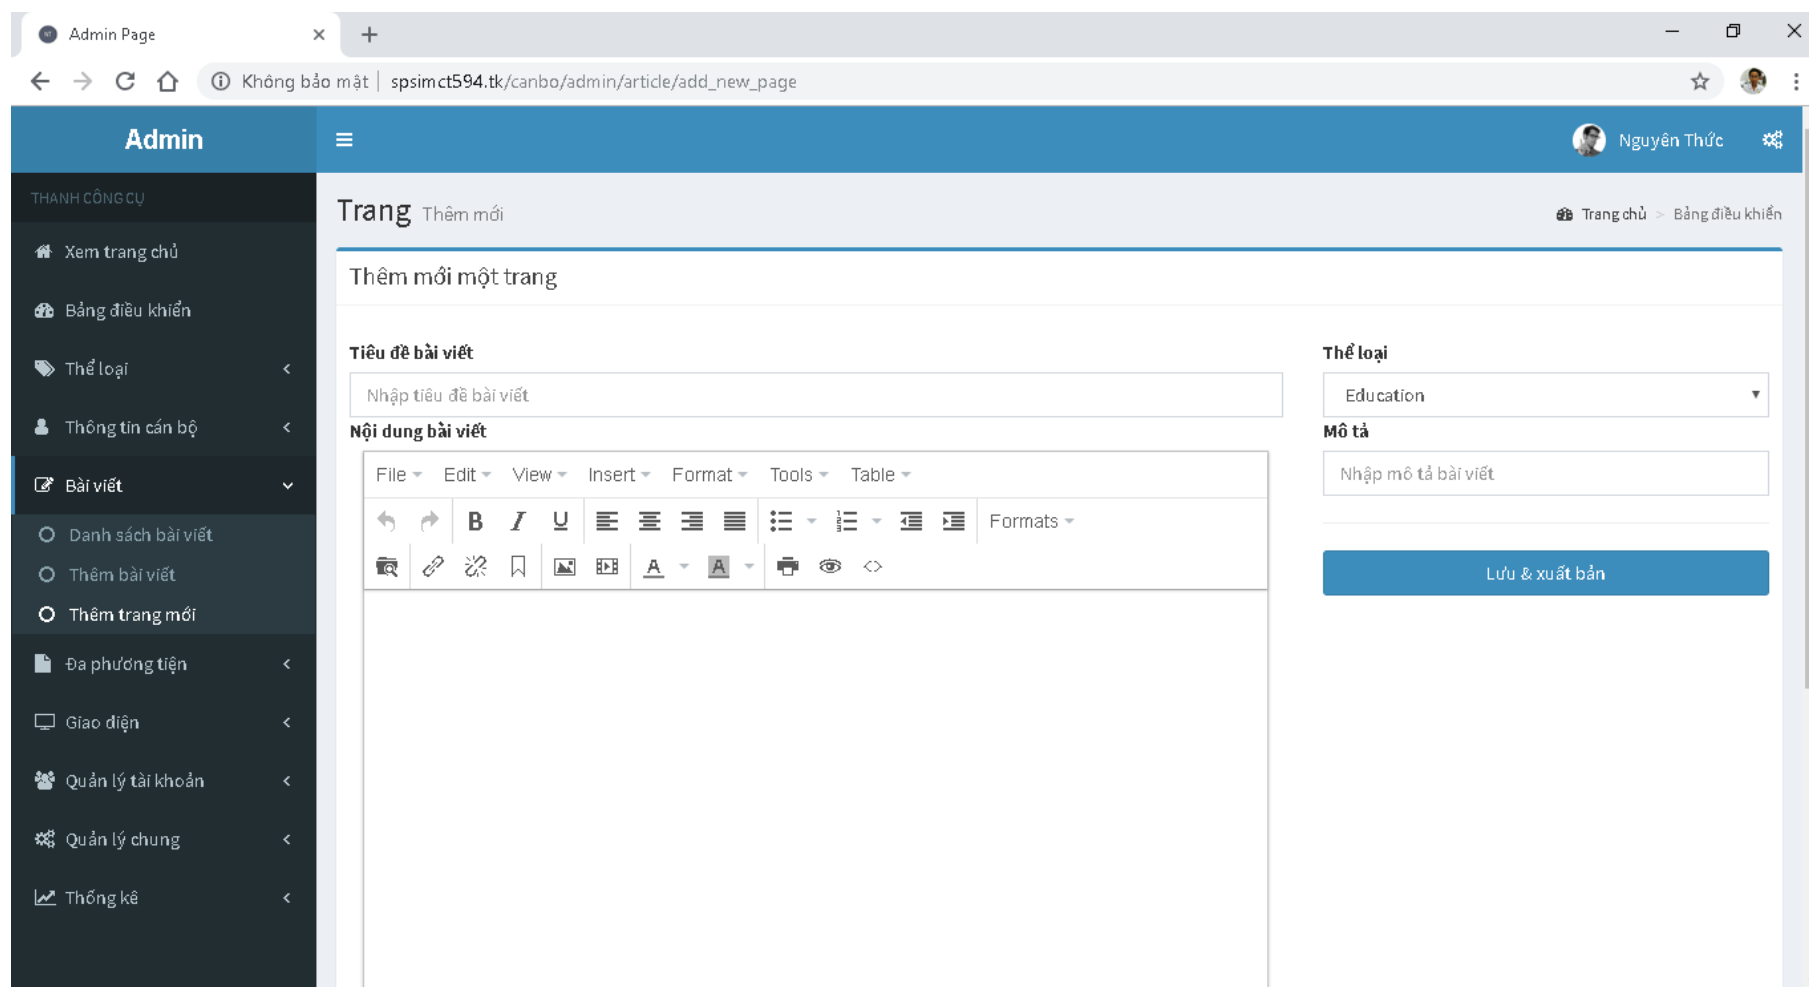 Admin Page
Không bảo mật | spsimct594.tk/canbo/admin/article/add_new_page
Admin
Nguyên Thức
THANH CÔNG CỤ
Xem trang chủ
Bảng điều khiển
Thể loại
Thông tin cán bộ
Bài viết
Danh sách bài viết
Thêm bài viết
Thêm trang mới
Đa phương tiện
Giao diện
Quản lý tài khoản
Quản lý chung
Thống kê
Trang Thêm mới
Trang chủ > Bảng điều khiển
Thêm mới một trang
Tiêu đề bài viết
Nhập tiêu đề bài viết
Nội dung bài viết
File Edit View Insert Format Tools Table
Formats
Thể loại
Education
Mô tả
Nhập mô tả bài viết
Lưu & xuất bản